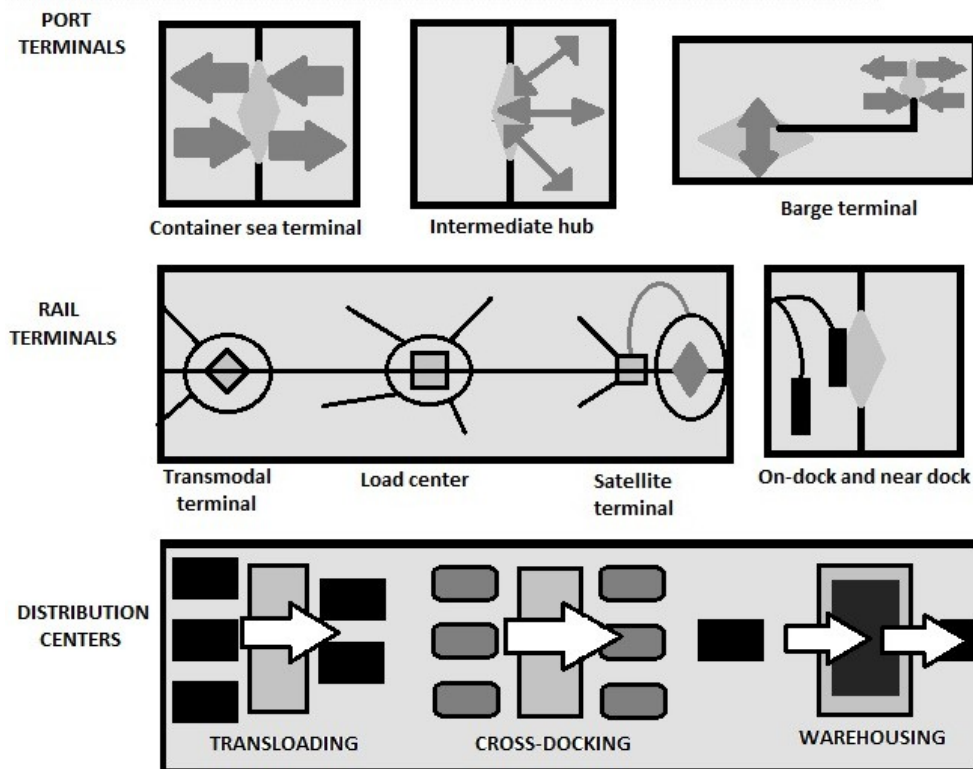 PORT
TERMINALS
Container sea terminal
Intermediate hub
Barge terminal
RAIL
TERMINALS
Transmodal
terminal
Load center
Satellite
terminal
On-dock and near dock
DISTRIBUTION
CENTERS
TRANSLOADING
CROSS-DOCKING
WAREHOUSING